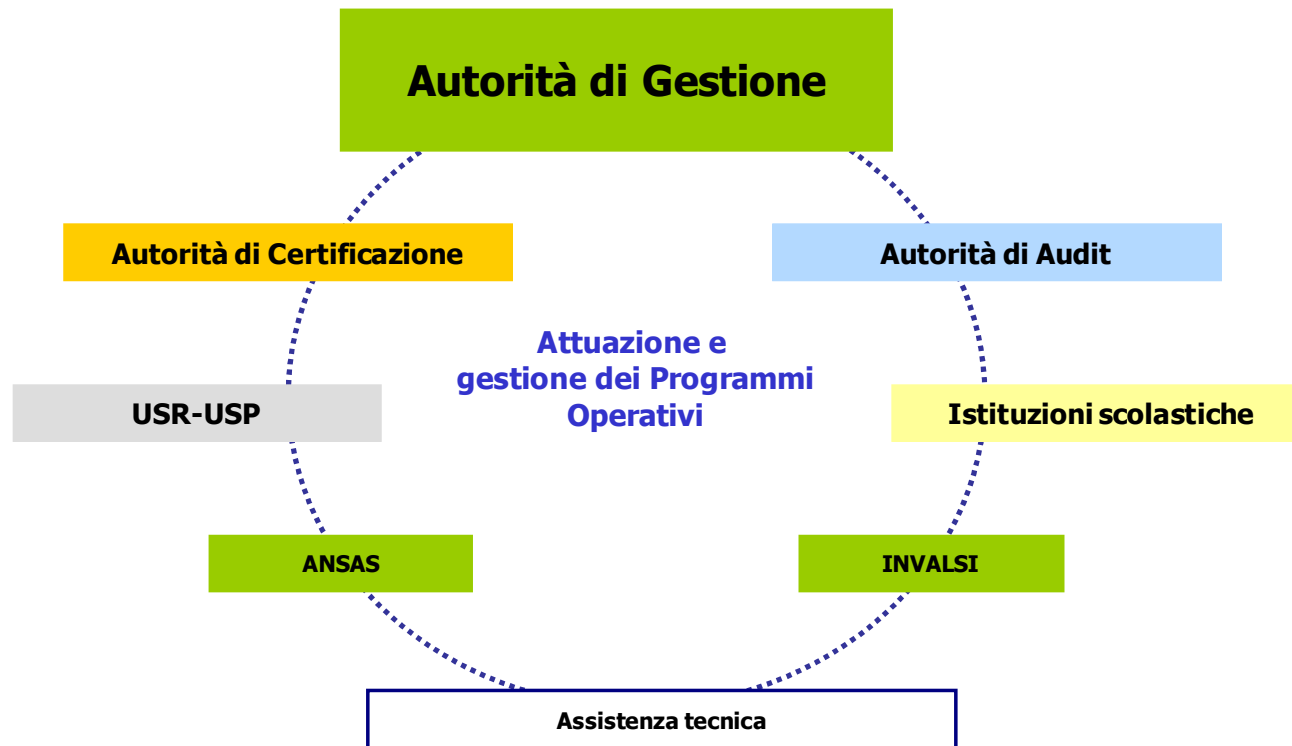 Autorità di Gestione
Autorità di Certificazione
Autorità di Audit
Attuazione e
gestione dei Programmi
Operativi
USR-USP
Istituzioni scolastiche
ANSAS
INVALSI
Assistenza tecnica